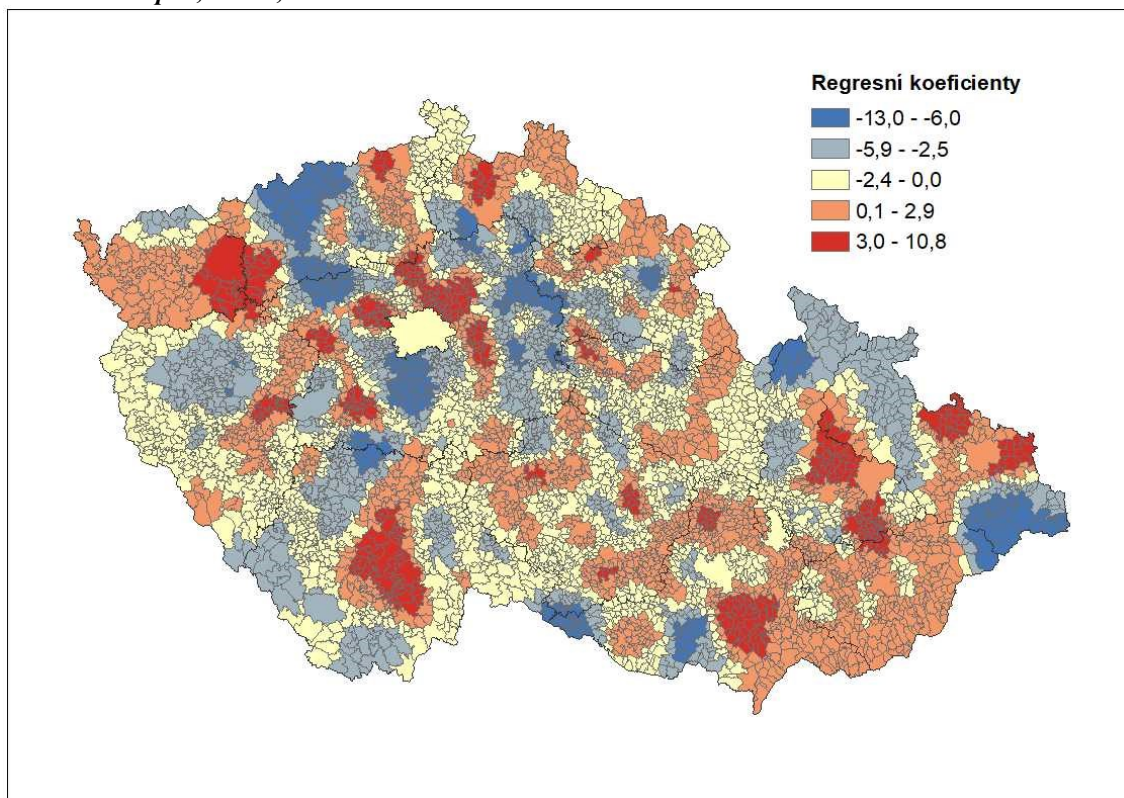 Regresní koeficienty
-13,0 - -6,0
-5,9 - -2,5
-2,4 - 0,0
0,1 - 2,9
3,0 - 10,8